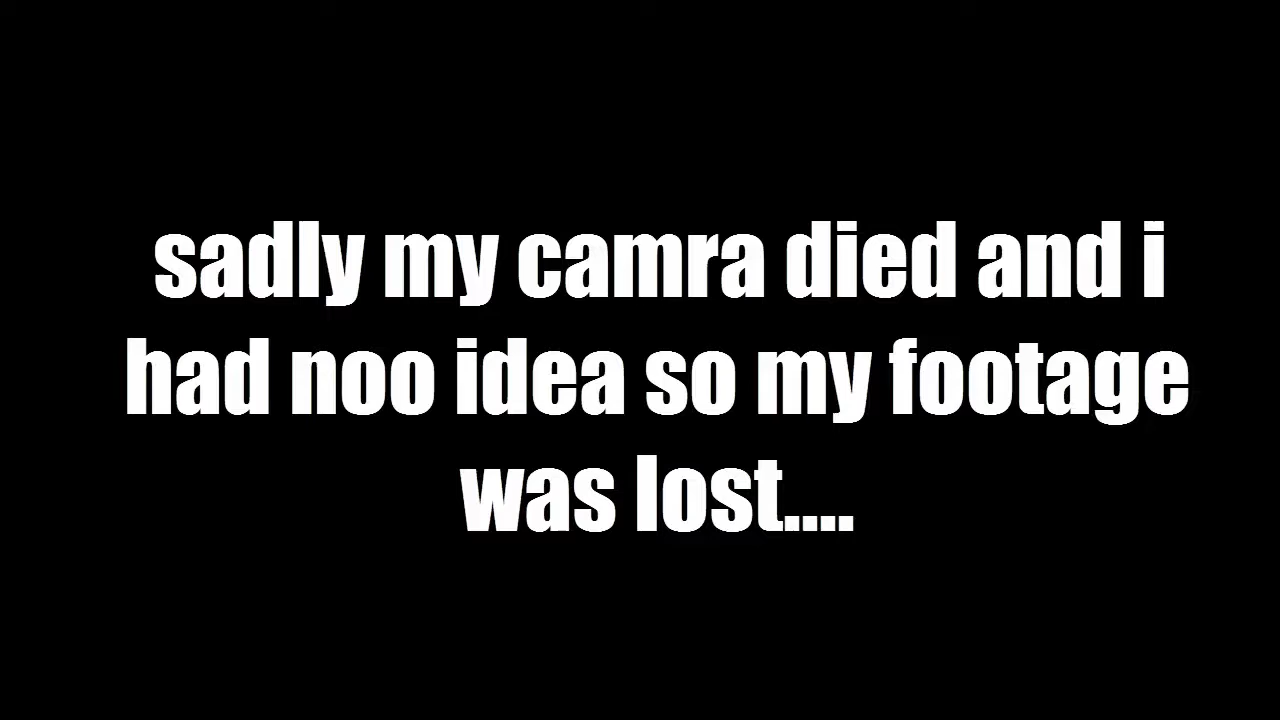 sadly my camra died and i
had noo idea so my footage
was lost....